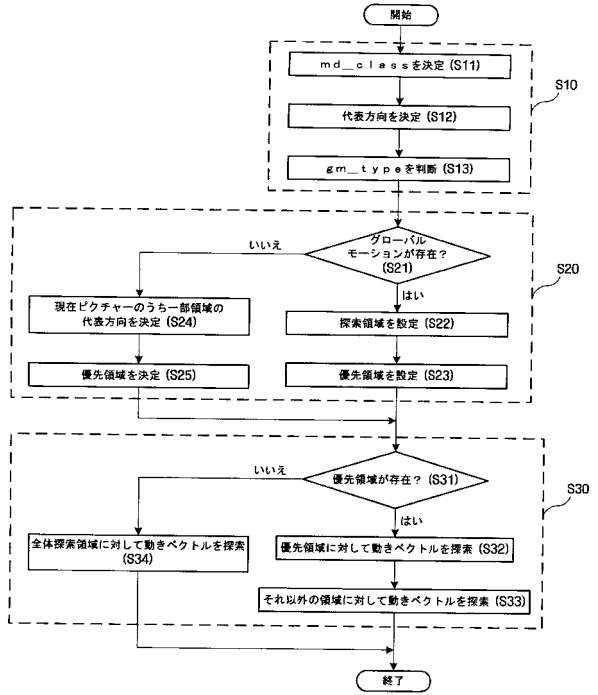 開始
md_classを決定(S11)
S10
代表方向を決定(S12)
gm_typeを判断(S13)
グローバル
モーションが存在?
(S21)
いいえ
はい
S20
現在ピクチャーのうち一部領域の
代表方向を決定(S24)
探索領域を設定(S22)
優先領域を決定(S25)
優先領域を設定(S23)
優先領域が存在?(S31)
いいえ
はい
S30
全体探索領域に対して動きベクトルを探索
(S34)
優先領域に対して動きベクトルを探索(S32)
それ以外の領域に対して動きベクトルを探索(S33)
終了